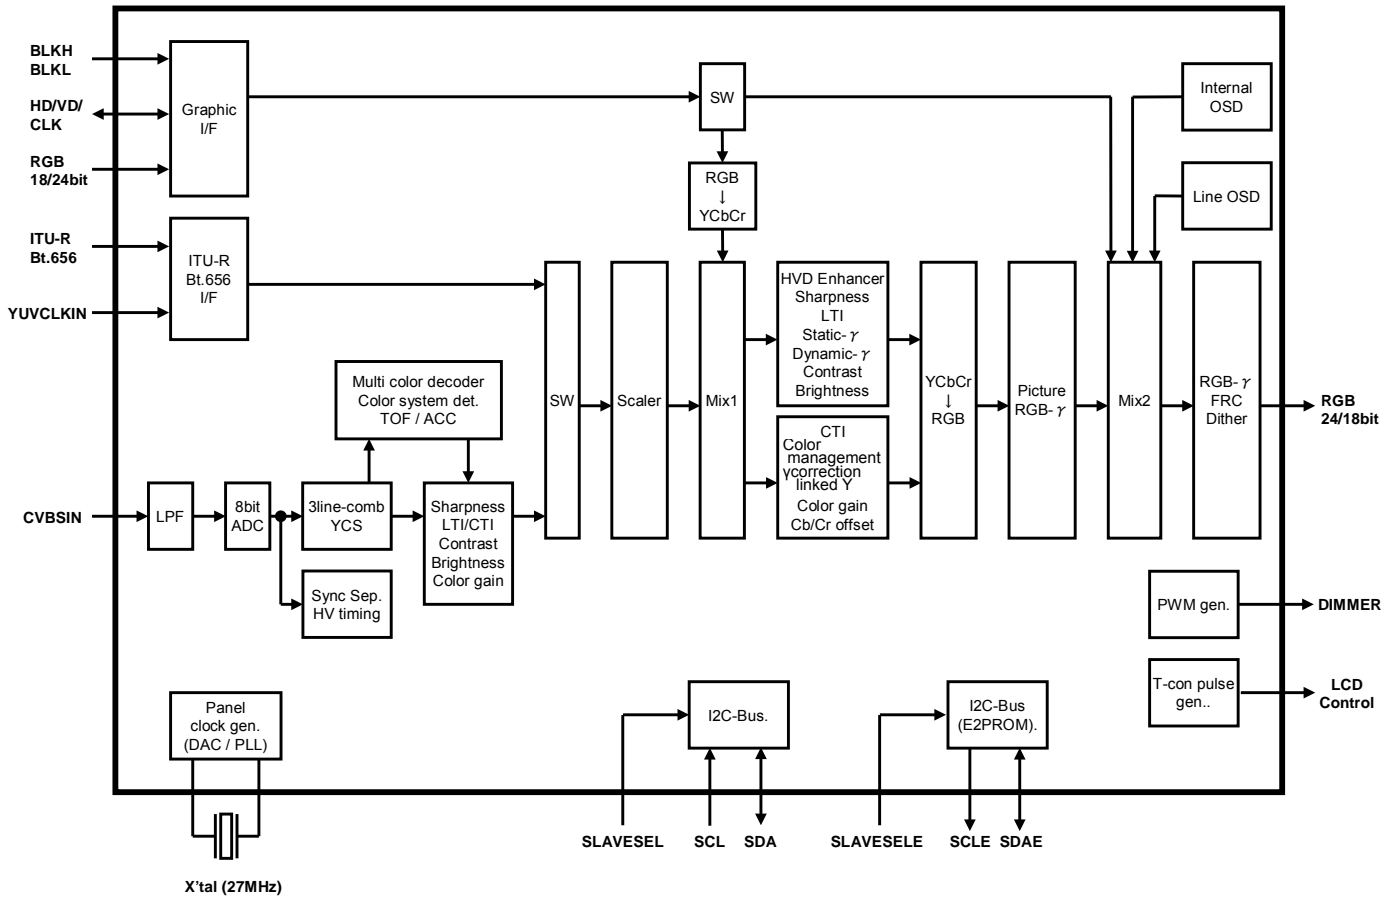 BLKH
BLKL
HD/VD/
CLK
RGB
18/24bit
Graphic
I/F
SW
RGB
↓
YCbCr
Internal
OSD
Line OSD
ITU-R
Bt.656
YUVCLKIN
ITU-R
Bt.656
I/F
Multi color decoder
Color system det.
TOF / ACC
CVBSIN
LPF
8bit
ADC
3line-comb
YCS
Sync Sep.
HV timing
Sharpness
LTI/CTI
Contrast
Brightness
Color gain
SW
Scaler
Mix1
HVD Enhancer
Sharpness
LTI
Static-γ
Dynamic-γ
Contrast
Brightness
CTI
Color
management
γcorrection
linked Y
Color gain
Cb/Cr offset
YCbCr
↓
RGB
Picture
RGB-γ
Mix2
RGB-γ
FRC
Dither
RGB
24/18bit
PWM gen.
DIMMER
T-con pulse
gen..
LCD
Control
Panel
clock gen.
(DAC / PLL)
X'tal (27MHz)
I2C-Bus.
SLAVESEL
SCL
SDA
I2C-Bus
(E2PROM).
SLAVESELE
SCLE
SDAE